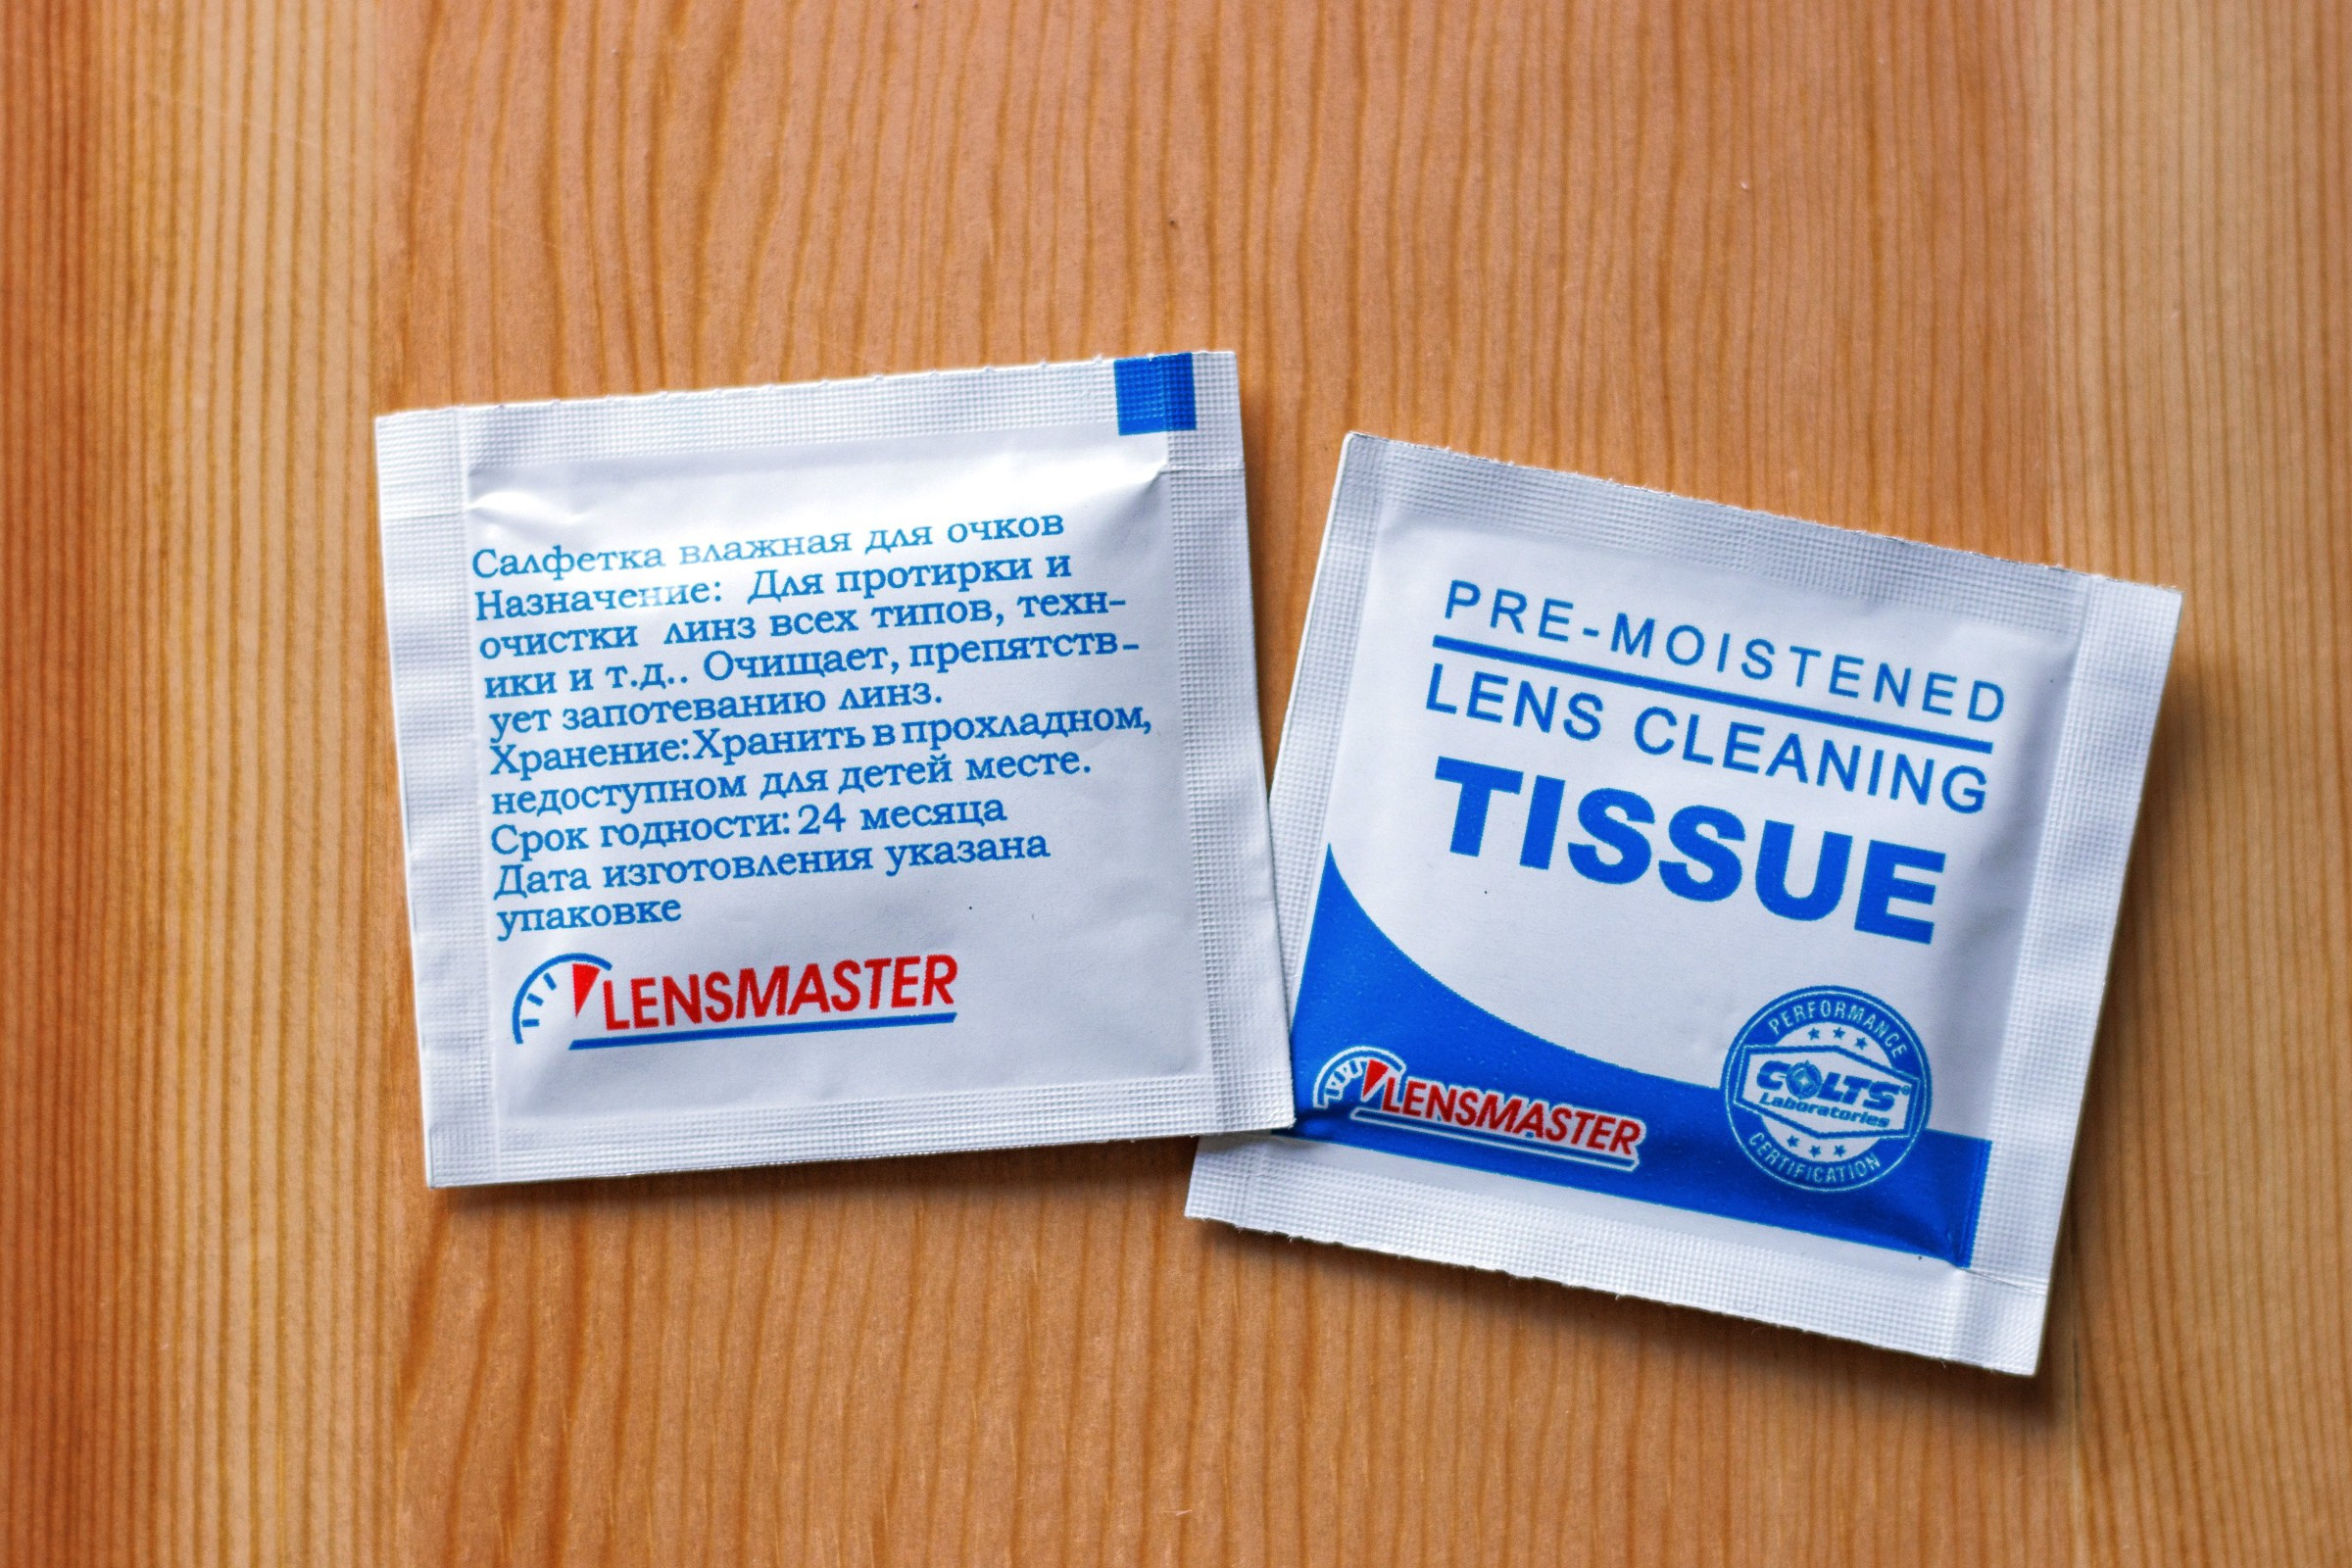 Салфетка влажная для очков
Назначение: Для протирки и
очистки линз всех типов, техн-
ики и т.д.. Очищает, препятств-
ует запотеванию линз.
Хранение:Хранить в прохладном,
недоступном для детей месте.
Срок годности: 24 месяца
Дата изготовления указана
упаковке
LENSMASTER
PRE-MOISTENED
LENS CLEANING
TISSUE
LENSMASTER
PERFORMANCE
COLTS
Laboratories
CERTIFICATION